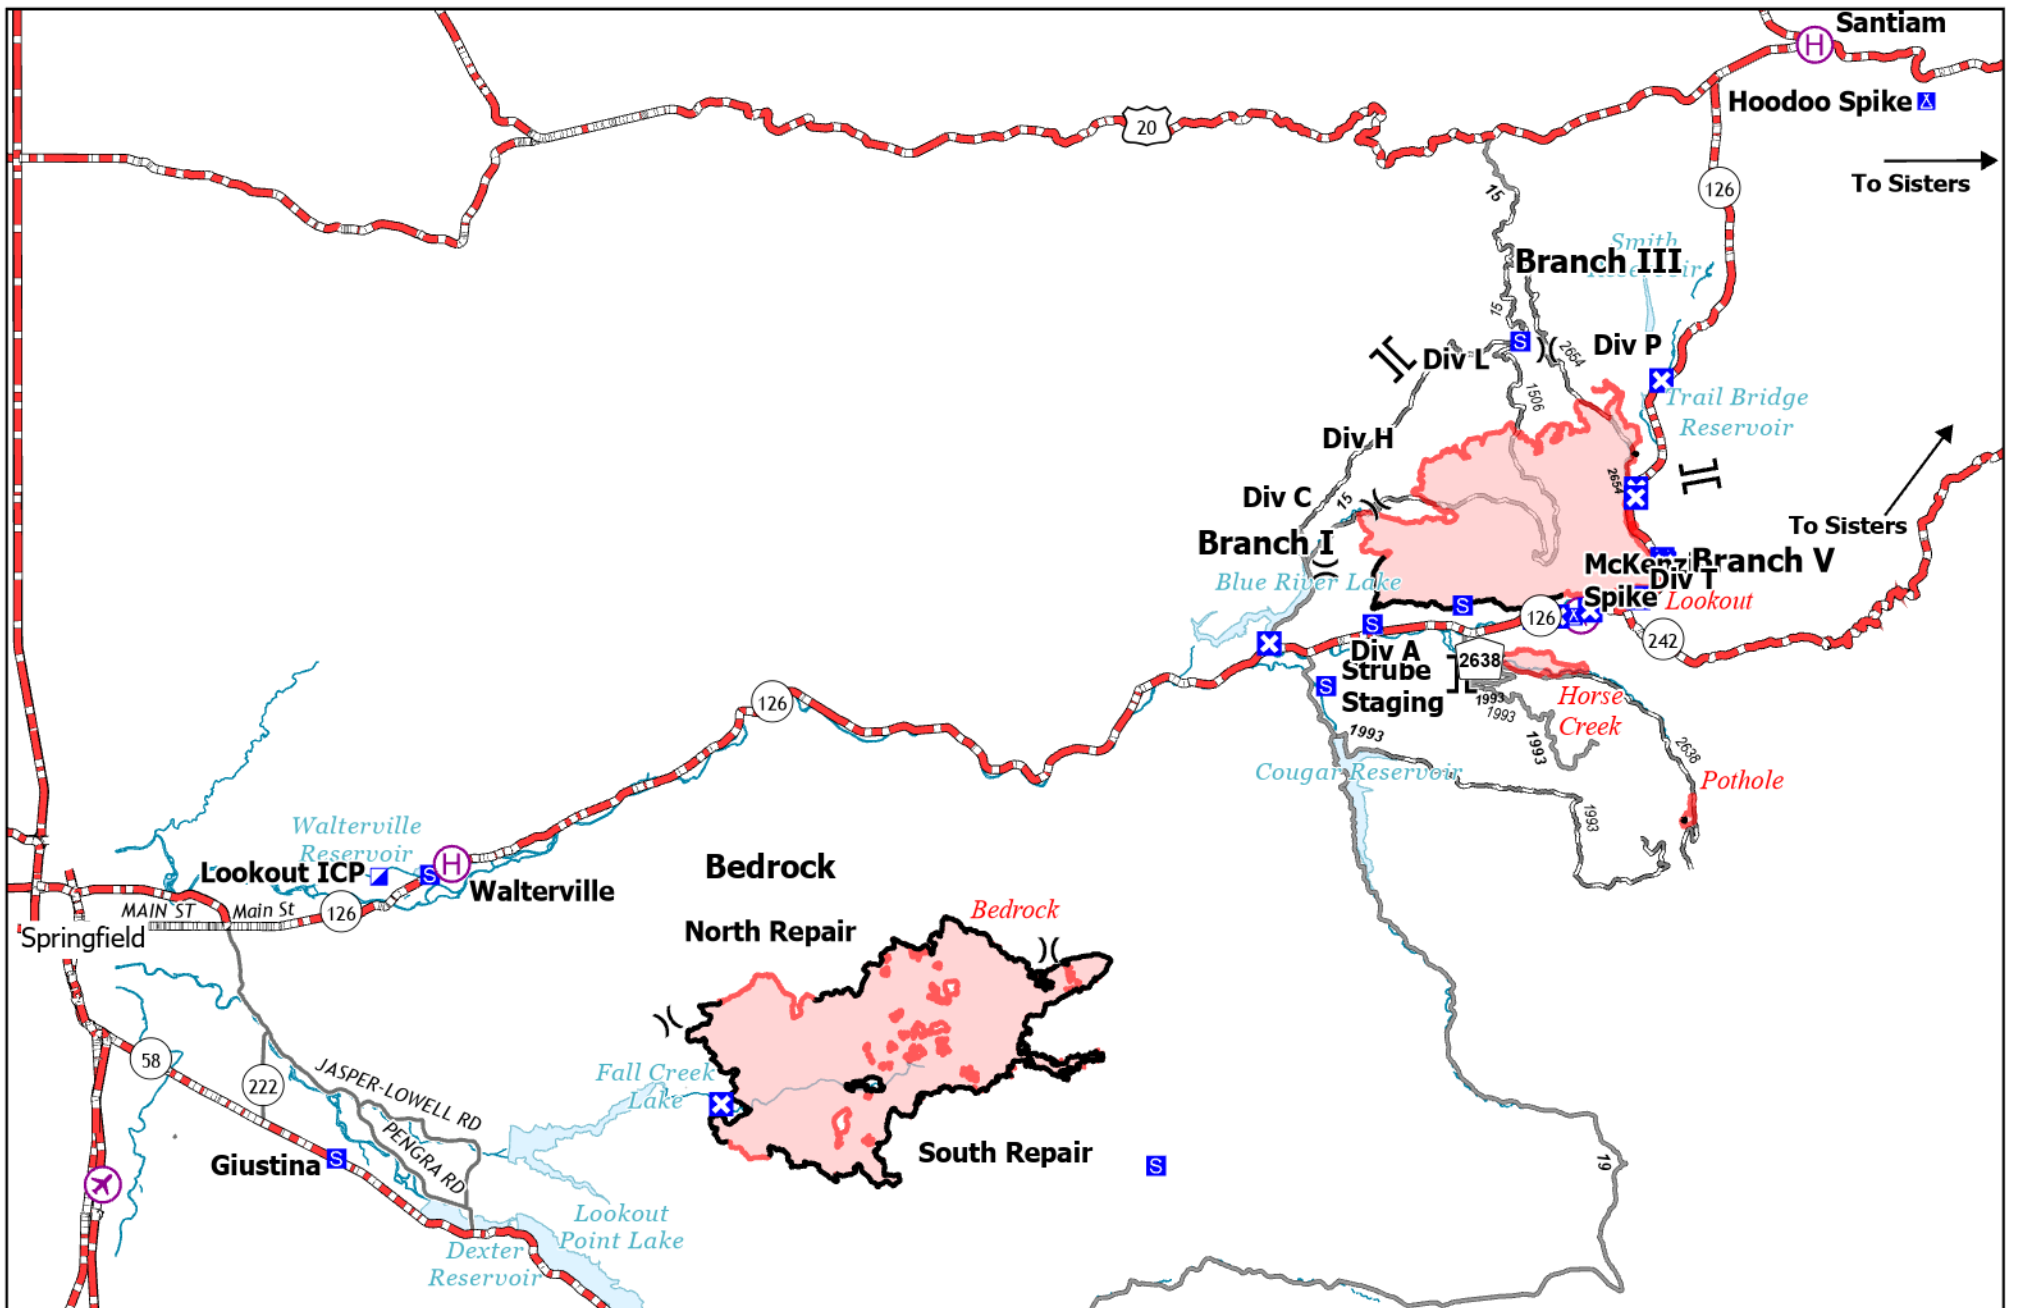 Santiam
H
Hoodoo Spike
20
To Sisters
126
15
Smith
Reservoir
Branch III
15
Div P
2654
Div L
S
1506
Trail Bridge
Reservoir
Div H
2654
Div C
15
To Sisters
Branch I
Branch V
McKenzi
Div T
Blue River Lake
Spike
Lookout
S
126
S
242
Div A
Strube
Staging
2638
S
1993
1993
Horse
Creek
126
1993
1993
2638
Cougar Reservoir
Pothole
1993
Walterville
Reservoir
H
Lookout ICP
S
Walterville
Bedrock
MAIN ST
Main St
126
Bedrock
North Repair
Springfield
58
222
JASPER-LOWELL RD
Fall Creek
Lake
PENGRA RD
Giustina
S
South Repair
S
19
Lookout
Point Lake
Dexter
Reservoir